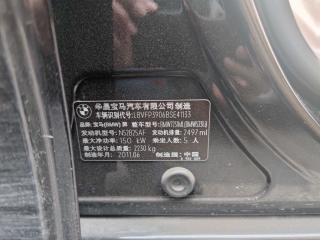 华晨宝马汽车有限公司制造
车辆识别代号:LBVFP3906BSE41133
品牌:宝马(BMW)牌 整车型号:
发动机型号:N52B25AF 发动机排量:2497 ml
最大净功率:150 kW 乘坐人数:5 人
最大设计总质量:2230 kg
制造年月:2011.06 制造国:中国